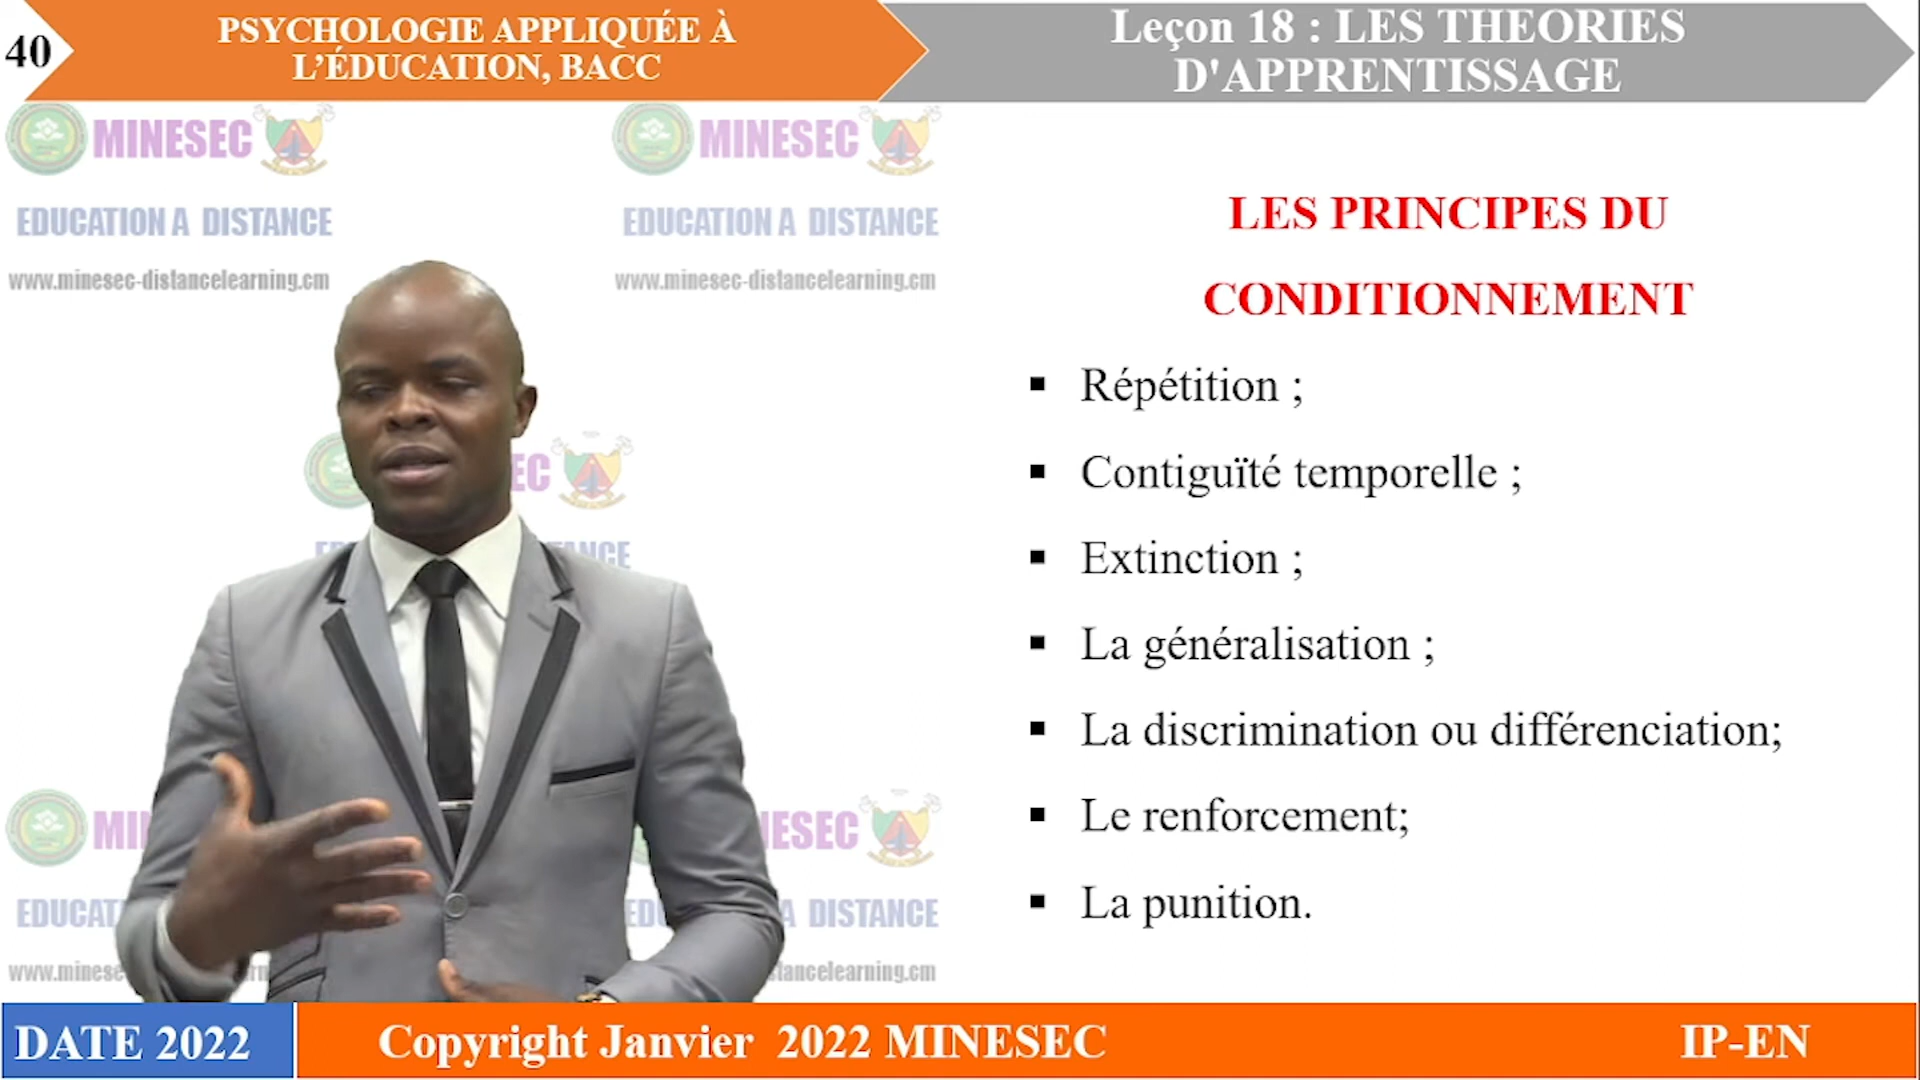 40
PSYCHOLOGIE APPLIQUÉE À
L’ÉDUCATION, BACC
Leçon 18 : LES THEORIES
D'APPRENTISSAGE
MINESEC
MINESEC
EDUCATION A DISTANCE
EDUCATION A DISTANCE
www.minesec-distancelearning.cm
www.minesec-distancelearning.cm
LES PRINCIPES DU
CONDITIONNEMENT
▪ Répétition ;
▪ Contiguïté temporelle ;
▪ Extinction ;
▪ La généralisation ;
▪ La discrimination ou différenciation;
▪ Le renforcement;
▪ La punition.
DATE 2022
Copyright Janvier 2022 MINESEC
IP-EN